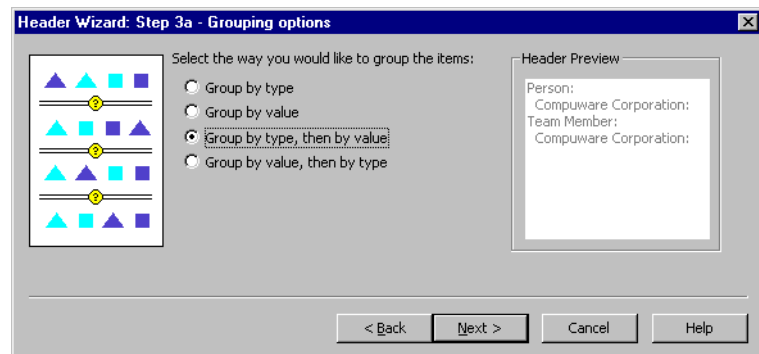 Header Wizard: Step 3a - Grouping options
Select the way you would like to group the items:
Group by type
Group by value
Group by type, then by value
Group by value, then by type
?
?
?
Header Preview
Person:
Compuware Corporation:
Team Member:
Compuware Corporation:
< Back
Next >
Cancel
Help